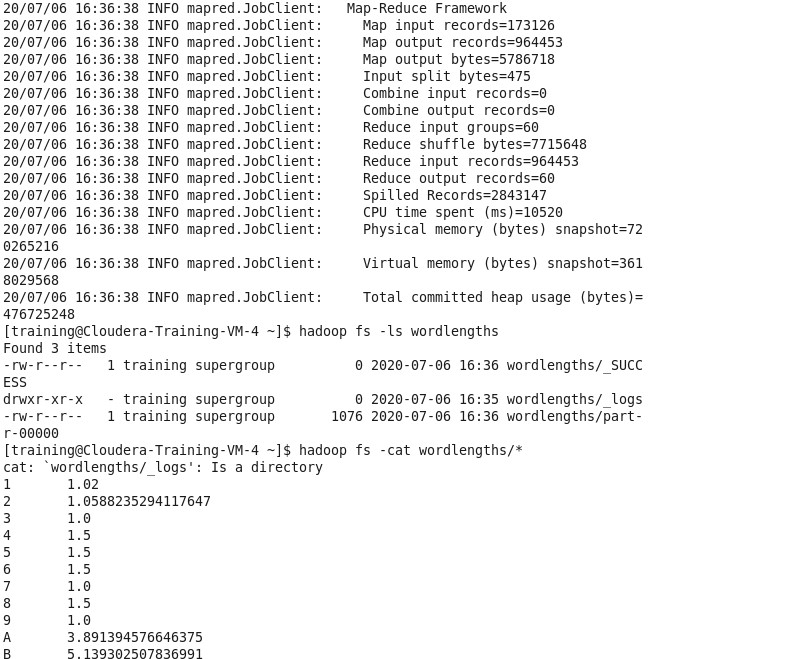 20/07/06 16:36:38 INFO mapred.JobClient:   Map-Reduce Framework
20/07/06 16:36:38 INFO mapred.JobClient:     Map input records=173126
20/07/06 16:36:38 INFO mapred.JobClient:     Map output records=964453
20/07/06 16:36:38 INFO mapred.JobClient:     Map output bytes=5786718
20/07/06 16:36:38 INFO mapred.JobClient:     Input split bytes=475
20/07/06 16:36:38 INFO mapred.JobClient:     Combine input records=0
20/07/06 16:36:38 INFO mapred.JobClient:     Combine output records=0
20/07/06 16:36:38 INFO mapred.JobClient:     Reduce input groups=60
20/07/06 16:36:38 INFO mapred.JobClient:     Reduce shuffle bytes=7715648
20/07/06 16:36:38 INFO mapred.JobClient:     Reduce input records=964453
20/07/06 16:36:38 INFO mapred.JobClient:     Reduce output records=60
20/07/06 16:36:38 INFO mapred.JobClient:     Spilled Records=2843147
20/07/06 16:36:38 INFO mapred.JobClient:     CPU time spent (ms)=10520
20/07/06 16:36:38 INFO mapred.JobClient:     Physical memory (bytes) snapshot=72
0265216
20/07/06 16:36:38 INFO mapred.JobClient:     Virtual memory (bytes) snapshot=361
8029568
20/07/06 16:36:38 INFO mapred.JobClient:     Total committed heap usage (bytes)=
476725248
[training@Cloudera-Training-VM-4 ~]$ hadoop fs -ls wordlengths
Found 3 items
-rw-r--r--   1 training supergroup          0 2020-07-06 16:36 wordlengths/_SUCC
ESS
drwxr-xr-x   - training supergroup          0 2020-07-06 16:35 wordlengths/_logs
-rw-r--r--   1 training supergroup       1076 2020-07-06 16:36 wordlengths/part-
r-00000
[training@Cloudera-Training-VM-4 ~]$ hadoop fs -cat wordlengths/*
cat: `wordlengths/_logs': Is a directory
1       1.02
2       1.0588235294117647
3       1.0
4       1.5
5       1.5
6       1.5
7       1.0
8       1.5
9       1.0
A       3.891394576646375
B       5.139302507836991